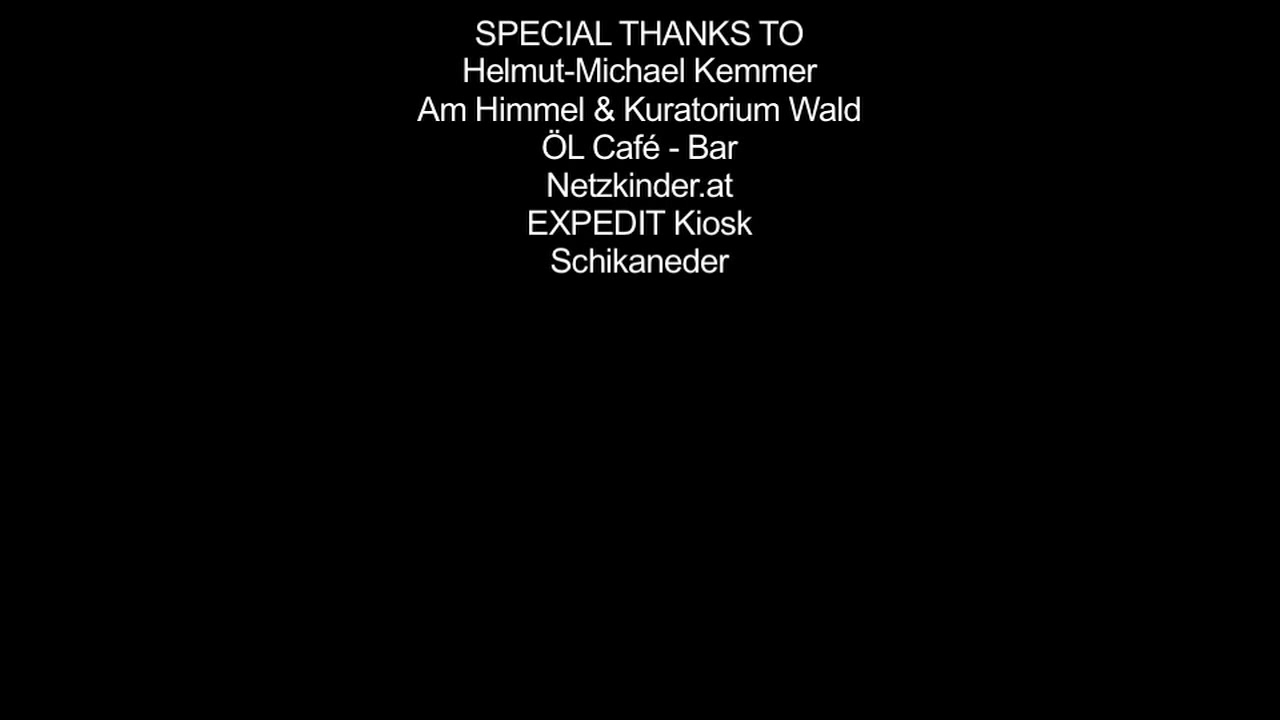 SPECIAL THANKS TO
Helmut-Michael Kemmer
Am Himmel & Kuratorium Wald
ÖL Café - Bar
Netzkinder.at
EXPEDIT Kiosk
Schikaneder